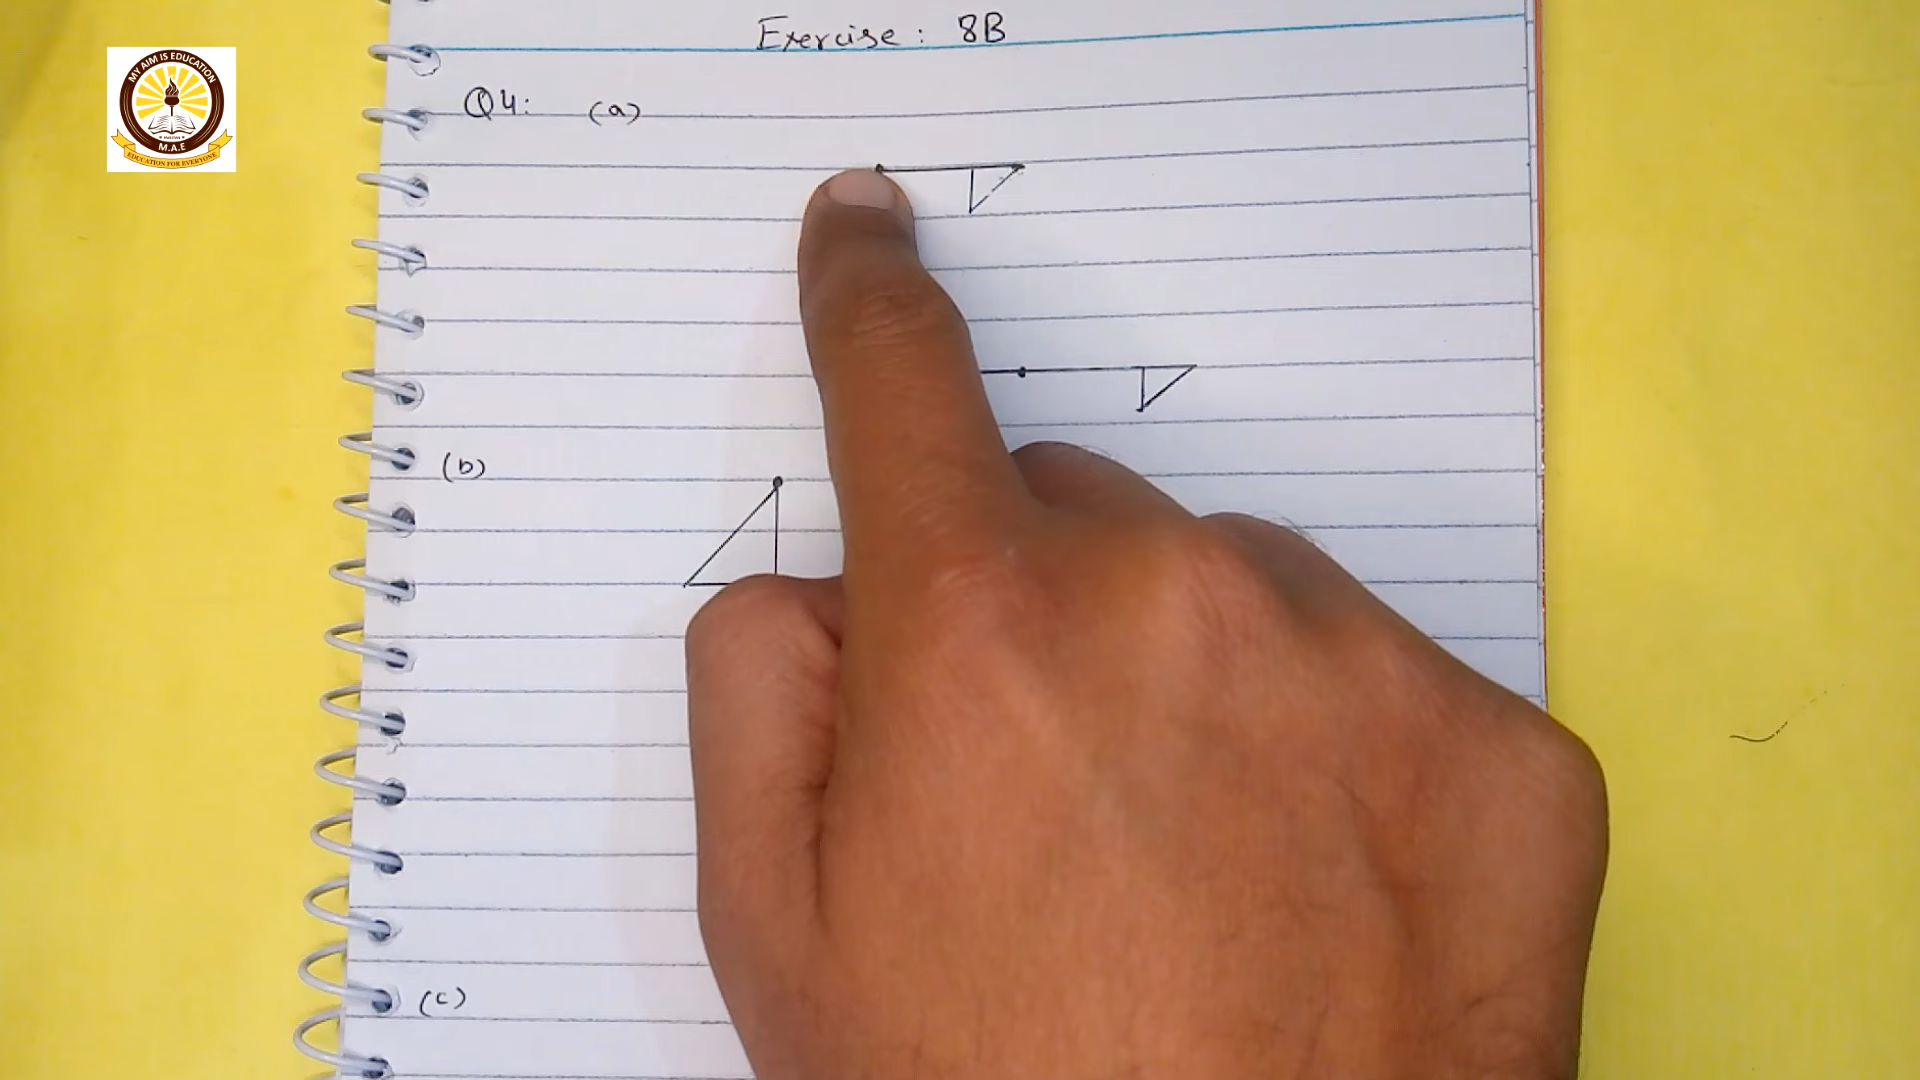 MY AIM IS EDUCATION
M.A.E
EDUCATION FOR EVERYONE
Exercise : 8B
Q4: (a)
(b)
(c)